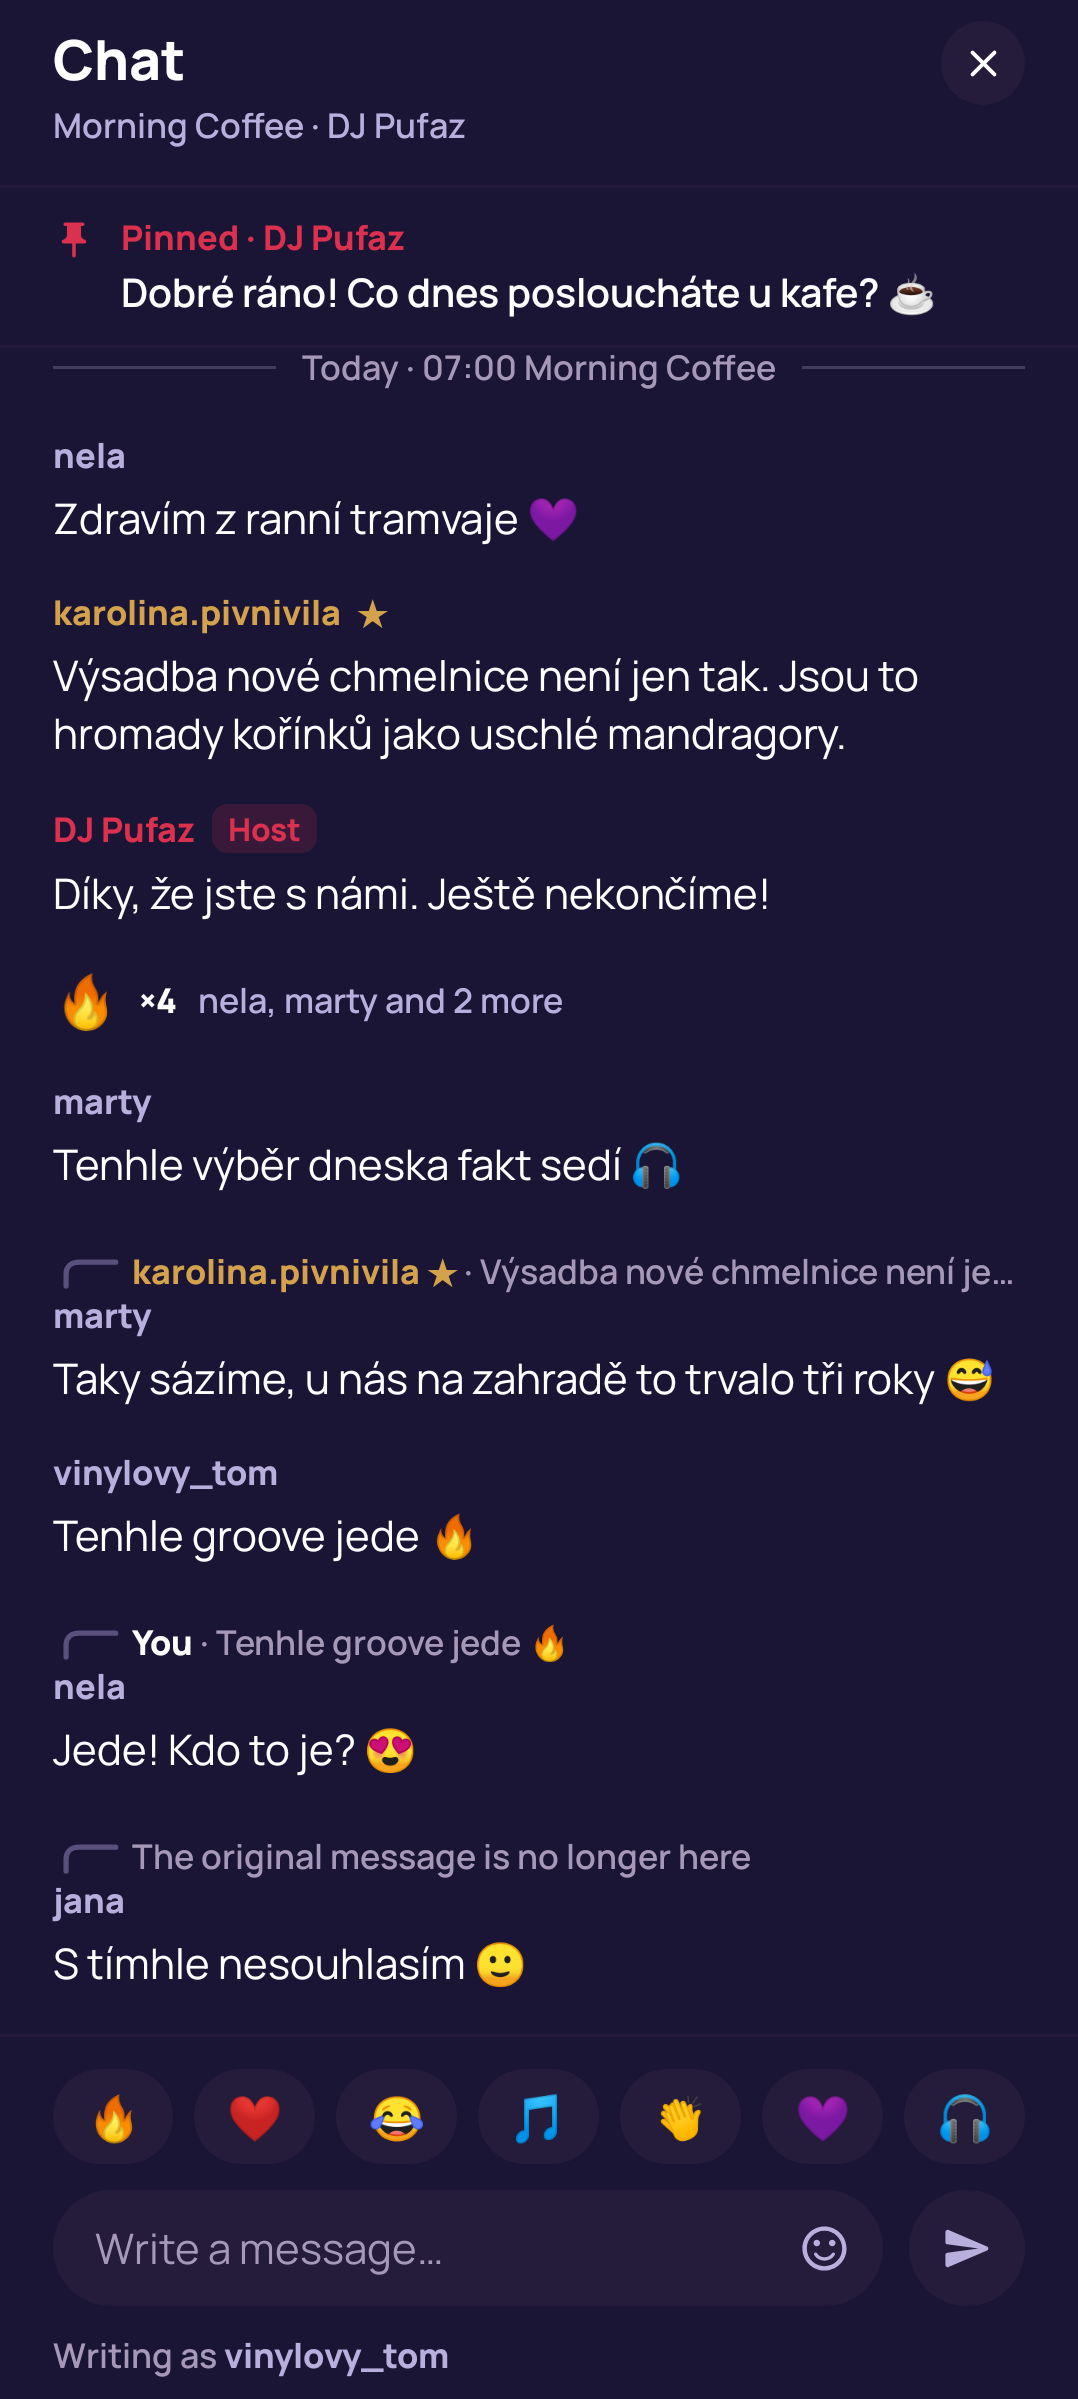 Chat
Morning Coffee · DJ Pufaz
Pinned · DJ Pufaz
Dobré ráno! Co dnes posloucháte u kafe? ☕
Today · 07:00 Morning Coffee
nela
Zdravím z ranní tramvaje 💜
karolina.pivnivila ★
Výsadba nové chmelnice není jen tak. Jsou to
hromady kořínků jako uschlé mandragory.
DJ Pufaz Host
Díky, že jste s námi. Ještě nekončíme!
🔥 ×4 nela, marty and 2 more
marty
Tenhle výběr dneska fakt sedí 🎧
karolina.pivnivila ★ · Výsadba nové chmelnice není je…
marty
Taky sázíme, u nás na zahradě to trvalo tři roky 😅
vinylovy_tom
Tenhle groove jede 🔥
You · Tenhle groove jede 🔥
nela
Jede! Kdo to je? 😍
The original message is no longer here
jana
S tímhle nesouhlasím 🙂
🔥 ❤️ 😂 🎵 👏 💜 🎧
Write a message…
Writing as vinylovy_tom